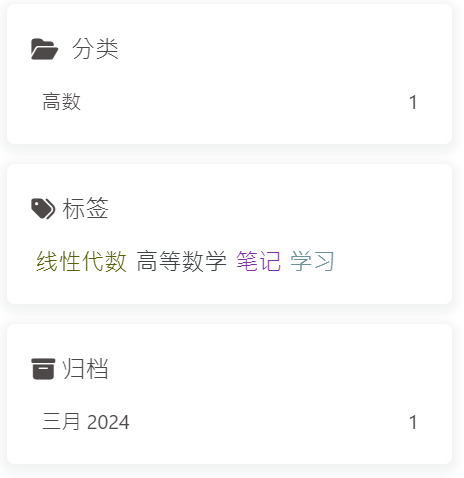 分类
高数 1
标签
线性代数 高等数学 笔记 学习
归档
三月 2024 1